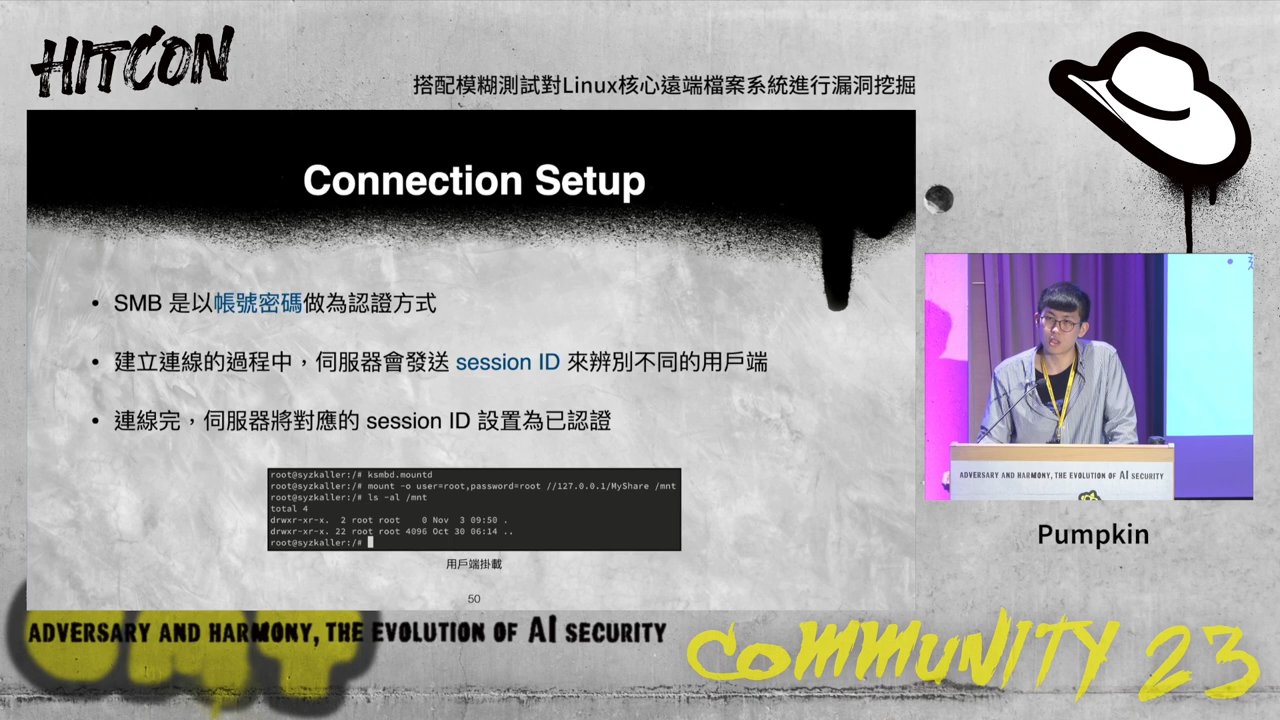 HITCON
搭配模糊測試對Linux核心遠端檔案系統進行漏洞挖掘
Connection Setup
• SMB 是以帳號密碼做為認證方式
• 建立連線的過程中，伺服器會發送 session ID 來辨別不同的用戶端
• 連線完，伺服器將對應的 session ID 設置為已認證
root@syzkaller:/# ksmbd.mountd
root@syzkaller:/# mount -o user=root,password=root //127.0.0.1/MyShare /mnt
root@syzkaller:/# ls -al /mnt
total 4
drwxr-xr-x. 2 root root 0 Nov 3 09:50 .
drwxr-xr-x. 22 root root 4096 Oct 30 06:14 ..
root@syzkaller:/#
用戶端掛載
50
ADVERSARY AND HARMONY, THE EVOLUTION OF AI SECURITY
Pumpkin
ADVERSARY AND HARMONY, THE EVOLUTION OF AI SECURITY
COMMUNITY 23